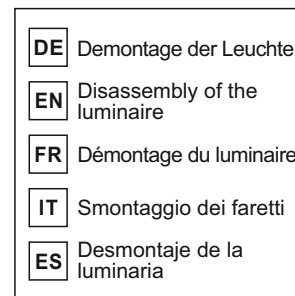 DE Demontage der Leuchte
EN Disassembly of the
luminaire
FR Démontage du luminaire
IT Smontaggio dei faretti
ES Desmontaje de la
luminaria